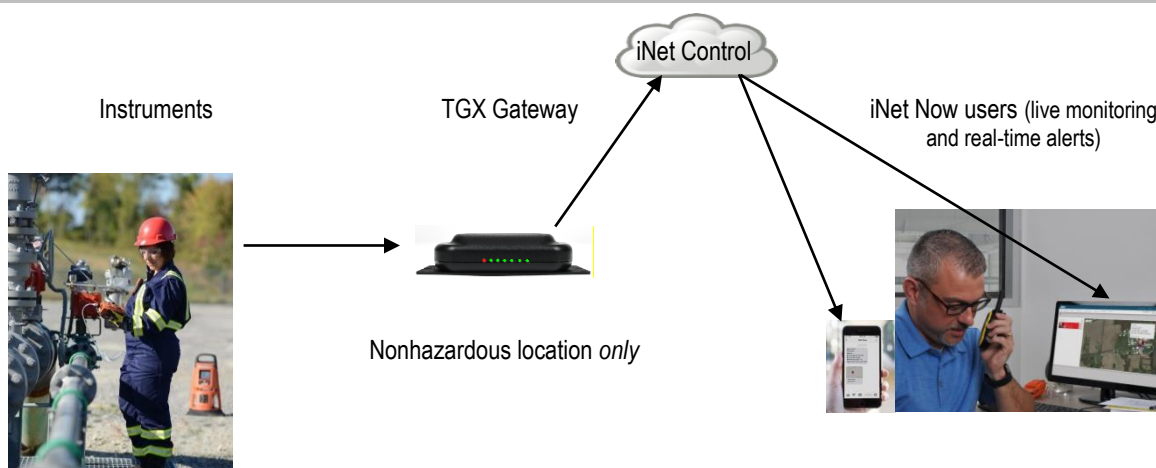 iNet Control
Instruments
TGX Gateway
iNet Now users (live monitoring
and real-time alerts)
Nonhazardous location only